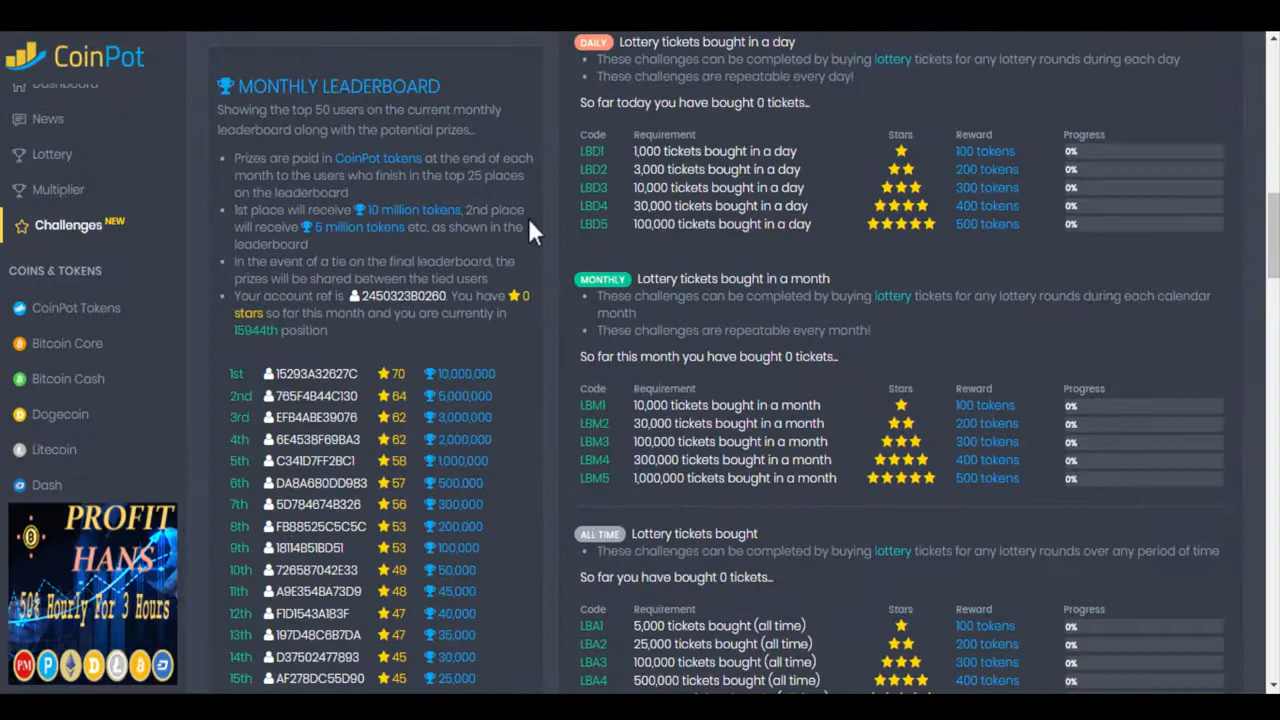 CoinPot
Dashboard
News
Lottery
Multiplier
Challenges NEW
COINS & TOKENS
CoinPot Tokens
Bitcoin Core
Bitcoin Cash
Dogecoin
Litecoin
Dash
PROFIT
HANS
50% Hourly For 3 Hours
MONTHLY LEADERBOARD
Showing the top 50 users on the current monthly
leaderboard along with the potential prizes...
Prizes are paid in CoinPot tokens at the end of each
month to the users who finish in the top 25 places
on the leaderboard
1st place will receive 10 million tokens, 2nd place
will receive 5 million tokens etc. as shown in the
leaderboard
In the event of a tie on the final leaderboard, the
prizes will be shared between the tied users
Your account ref is 2450323B0260. You have 0
stars so far this month and you are currently in
15944th position
1st 15293A32627C 70 10,000,000
2nd 765F4B44C130 64 5,000,000
3rd EFB4ABE39076 62 3,000,000
4th 6E4538F69BA3 62 2,000,000
5th C341D7FF2BC1 58 1,000,000
6th DA8A680DD983 57 500,000
7th 5D784674B326 56 300,000
8th FBB8525C5C5C 53 200,000
9th 18114B51BD51 53 100,000
10th 726587042E33 49 50,000
11th A9E354BA73D9 48 45,000
12th F1D1543A183F 47 40,000
13th 197D48C6B7DA 47 35,000
14th D37502477893 45 30,000
15th AF278DC55D90 45 25,000
DAILY Lottery tickets bought in a day
These challenges can be completed by buying lottery tickets for any lottery rounds during each day
These challenges are repeatable every day!
So far today you have bought 0 tickets...
Code Requirement Stars Reward Progress
LBD1 1,000 tickets bought in a day 100 tokens 0%
LBD2 3,000 tickets bought in a day 200 tokens 0%
LBD3 10,000 tickets bought in a day 300 tokens 0%
LBD4 30,000 tickets bought in a day 400 tokens 0%
LBD5 100,000 tickets bought in a day 500 tokens 0%
MONTHLY Lottery tickets bought in a month
These challenges can be completed by buying lottery tickets for any lottery rounds during each calendar
month
These challenges are repeatable every month!
So far this month you have bought 0 tickets...
Code Requirement Stars Reward Progress
LBM1 10,000 tickets bought in a month 100 tokens 0%
LBM2 30,000 tickets bought in a month 200 tokens 0%
LBM3 100,000 tickets bought in a month 300 tokens 0%
LBM4 300,000 tickets bought in a month 400 tokens 0%
LBM5 1,000,000 tickets bought in a month 500 tokens 0%
ALL TIME Lottery tickets bought
These challenges can be completed by buying lottery tickets for any lottery rounds over any period of time
So far you have bought 0 tickets...
Code Requirement Stars Reward Progress
LBA1 5,000 tickets bought (all time) 100 tokens 0%
LBA2 25,000 tickets bought (all time) 200 tokens 0%
LBA3 100,000 tickets bought (all time) 300 tokens 0%
LBA4 500,000 tickets bought (all time) 400 tokens 0%